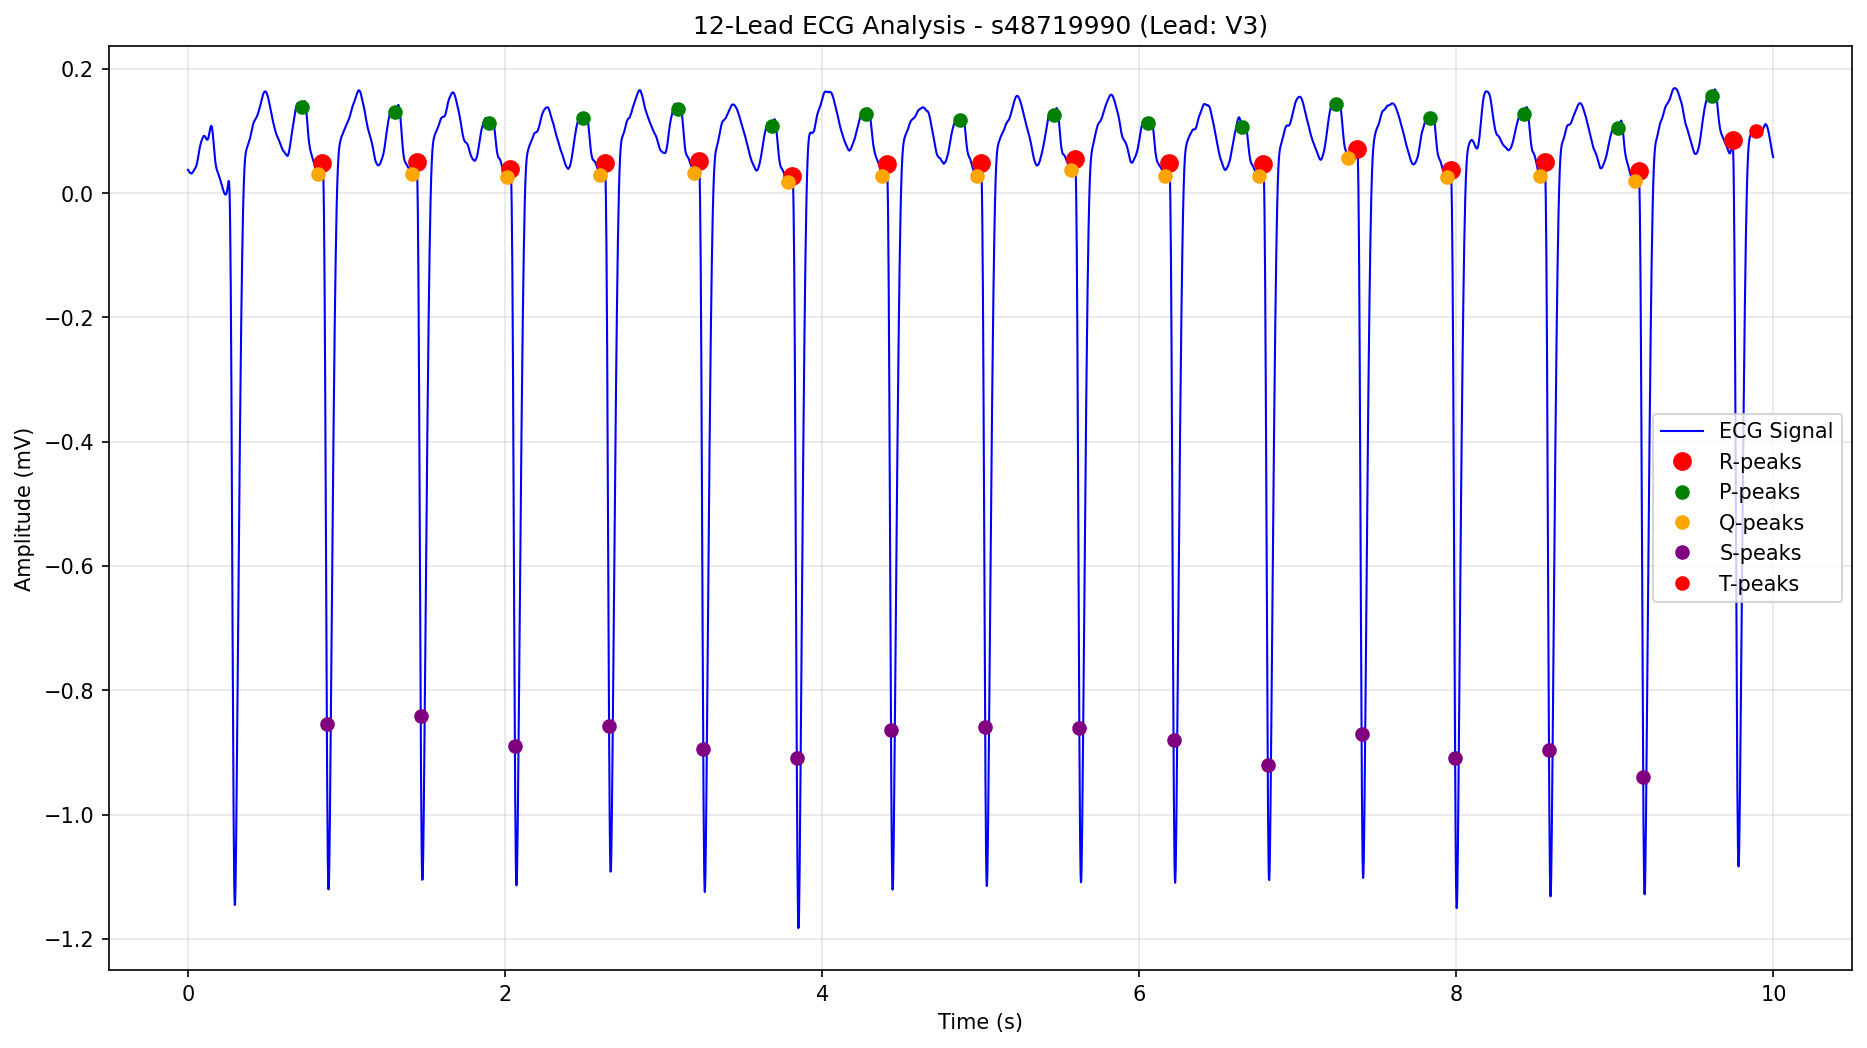 12-Lead ECG Analysis - s48719990 (Lead: V3)
0.2
0.0
−0.2
−0.4
−0.6
−0.8
−1.0
−1.2
Amplitude (mV)
ECG Signal
R-peaks
P-peaks
Q-peaks
S-peaks
T-peaks
0 2 4 6 8 10
Time (s)